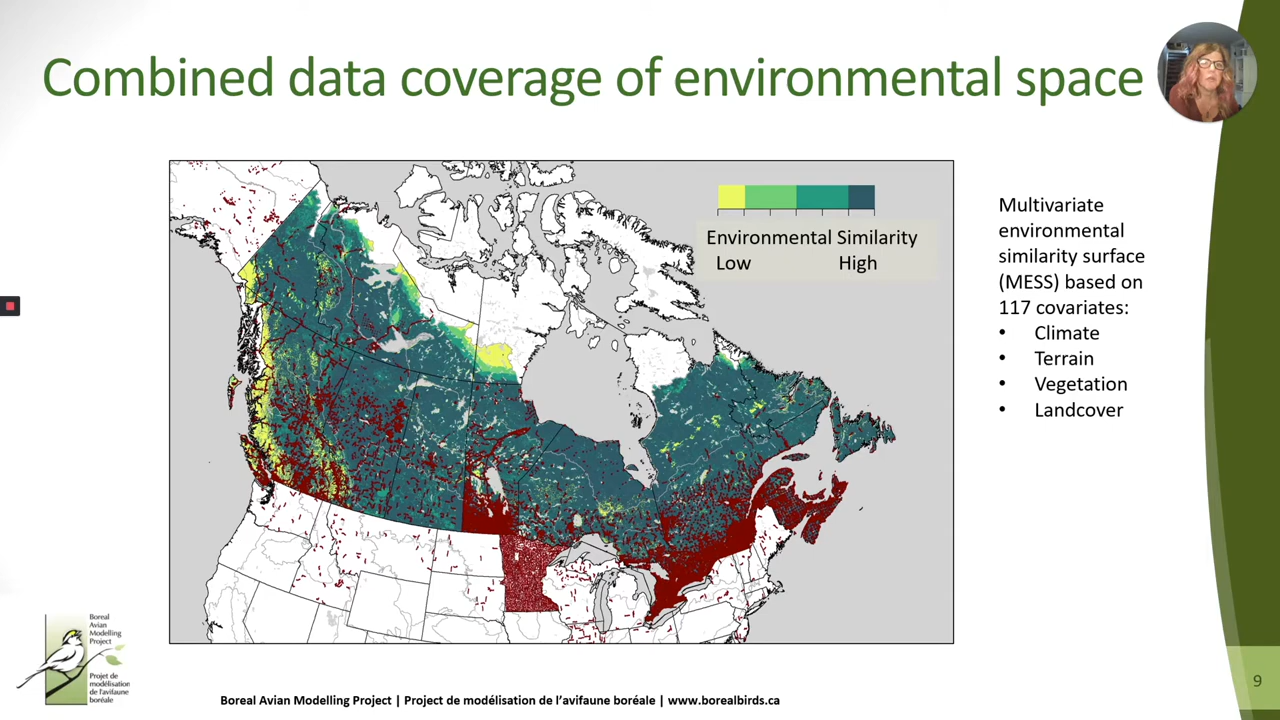 Combined data coverage of environmental space
Environmental Similarity
Low High
Multivariate
environmental
similarity surface
(MESS) based on
117 covariates:
• Climate
• Terrain
• Vegetation
• Landcover
Boreal
Avian
Modelling
Project
Projet de
modélisation
de l'avifaune
boréale
Boreal Avian Modelling Project | Project de modélisation de l'avifaune boréale | www.borealbirds.ca
9